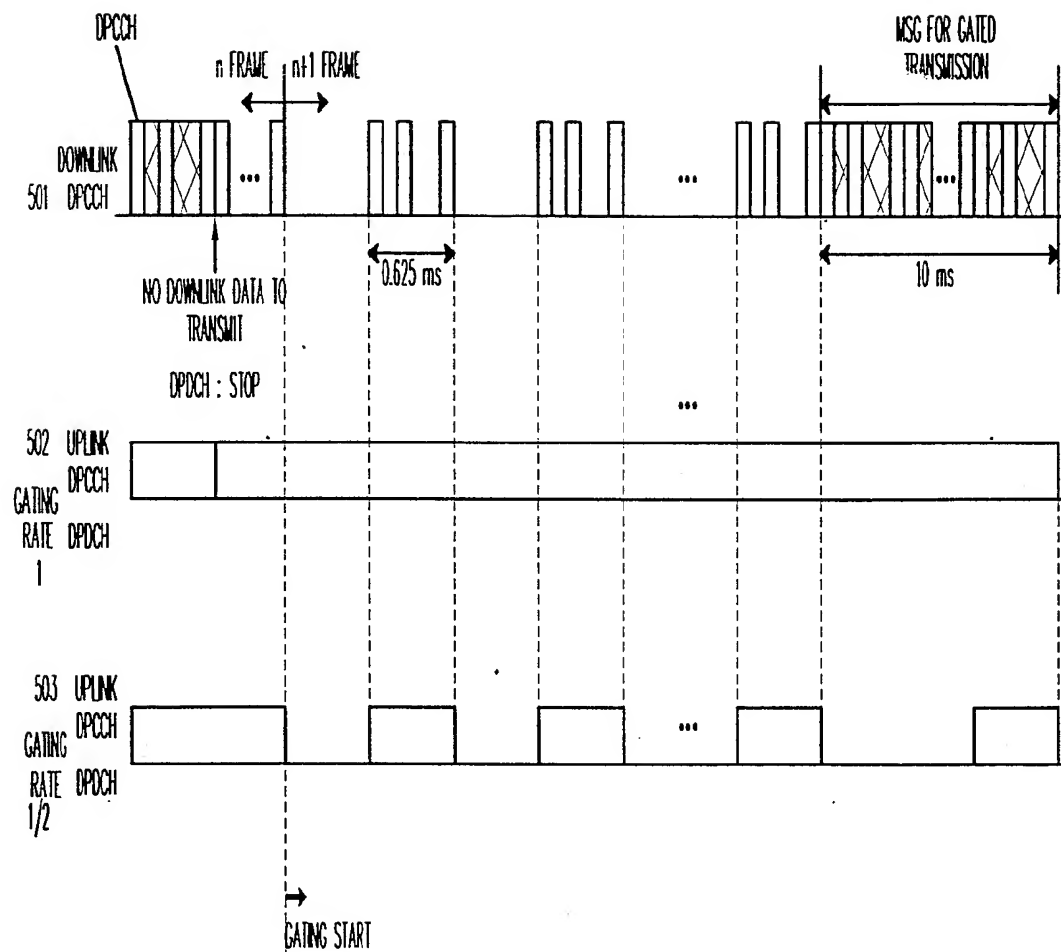 DPCCH
n FRAME n+1 FRAME
MSG FOR GATED
TRANSMISSION
DOWNLINK
501 DPCCH
...
...
...
0.625 ms
10 ms
NO DOWNLINK DATA TO
TRANSMIT
DPDCH : STOP
...
502 UPLINK
DPCCH
GATING
RATE DPDCH
1
503 UPLINK
DPCCH
...
GATING
RATE DPDCH
1/2
GATING START